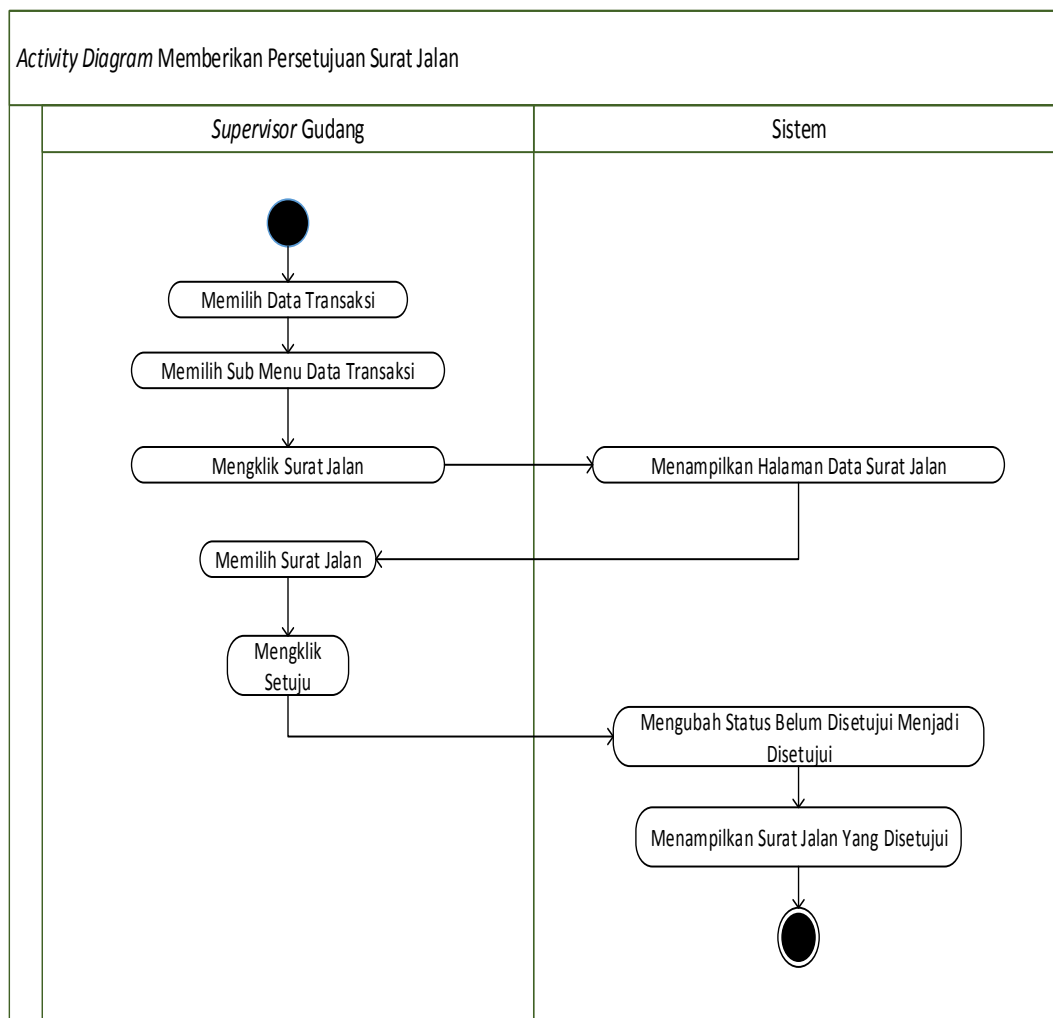 Activity Diagram Memberikan Persetujuan Surat Jalan
Supervisor Gudang
Sistem
Memilih Data Transaksi
Memilih Sub Menu Data Transaksi
Mengklik Surat Jalan
Menampilkan Halaman Data Surat Jalan
Memilih Surat Jalan
Mengklik
Setuju
Mengubah Status Belum Disetujui Menjadi
Disetujui
Menampilkan Surat Jalan Yang Disetujui